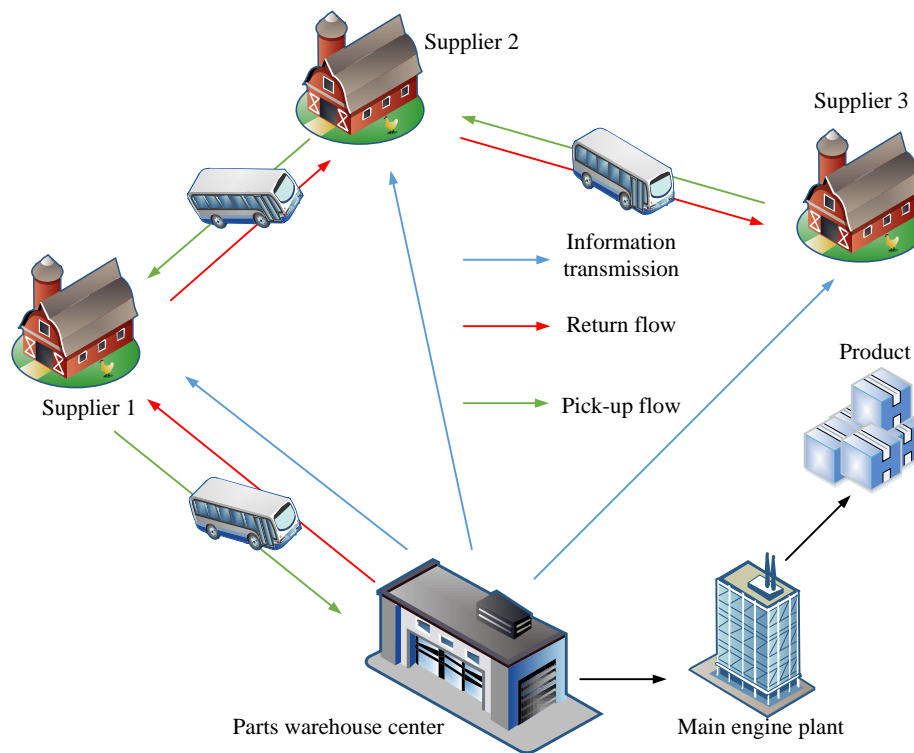 Supplier 2
Supplier 3
Information
transmission
Return flow
Product
Pick-up flow
Supplier 1
Parts warehouse center
Main engine plant